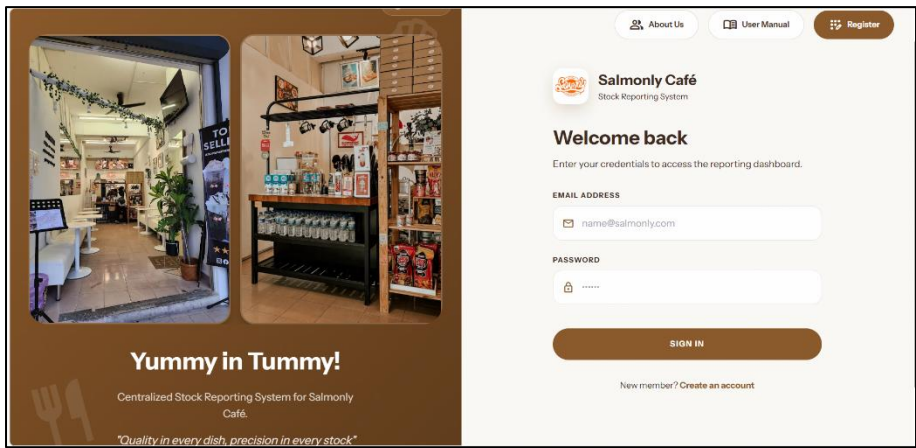 TO
SELL
Yummy in Tummy!
Centralized Stock Reporting System for Salmonly
Café.
"Quality in every dish, precision in every stock"
About Us
User Manual
Register
Salmonly Café
Stock Reporting System
Welcome back
Enter your credentials to access the reporting dashboard.
EMAIL ADDRESS
name@salmonly.com
PASSWORD
SIGN IN
New member? Create an account